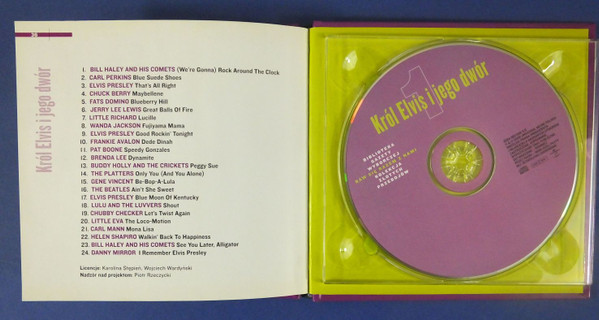 Król Elvis i jego dwór
1. BILL HALEY AND HIS COMETS (We're Gonna) Rock Around The Clock
2. CARL PERKINS Blue Suede Shoes
3. ELVIS PRESLEY That's All Right
4. CHUCK BERRY Maybellene
5. FATS DOMINO Blueberry Hill
6. JERRY LEE LEWIS Great Balls Of Fire
7. LITTLE RICHARD Lucille
8. WANDA JACKSON Fujiyama Mama
9. ELVIS PRESLEY Good Rockin' Tonight
10. FRANKIE AVALON Dede Dinah
11. PAT BOONE Speedy Gonzales
12. BRENDA LEE Dynamite
13. BUDDY HOLLY AND THE CRICKETS Peggy Sue
14. THE PLATTERS Only You (And You Alone)
15. GENE VINCENT Be-Bop-A-Lula
16. THE BEATLES Ain't She Sweet
17. ELVIS PRESLEY Blue Moon Of Kentucky
18. LULU AND THE LUVVERS Shout
19. CHUBBY CHECKER Let's Twist Again
20. LITTLE EVA The Loco-Motion
21. CARL MANN Mona Lisa
22. HELEN SHAPIRO Walkin' Back To Happiness
23. BILL HALEY AND HIS COMETS See You Later, Alligator
24. DANNY MIRROR I Remember Elvis Presley
Licencje: Karolina Stępień, Wojciech Wordyński
Nadzór nad projektem: Piotr Rzeczycki
1
Król Elvis i jego dwór
BIBLIOTEKA
GAZETY
WYBORCZEJ
KOLEKCJA
ZŁOTYCH
PRZEBOJÓW